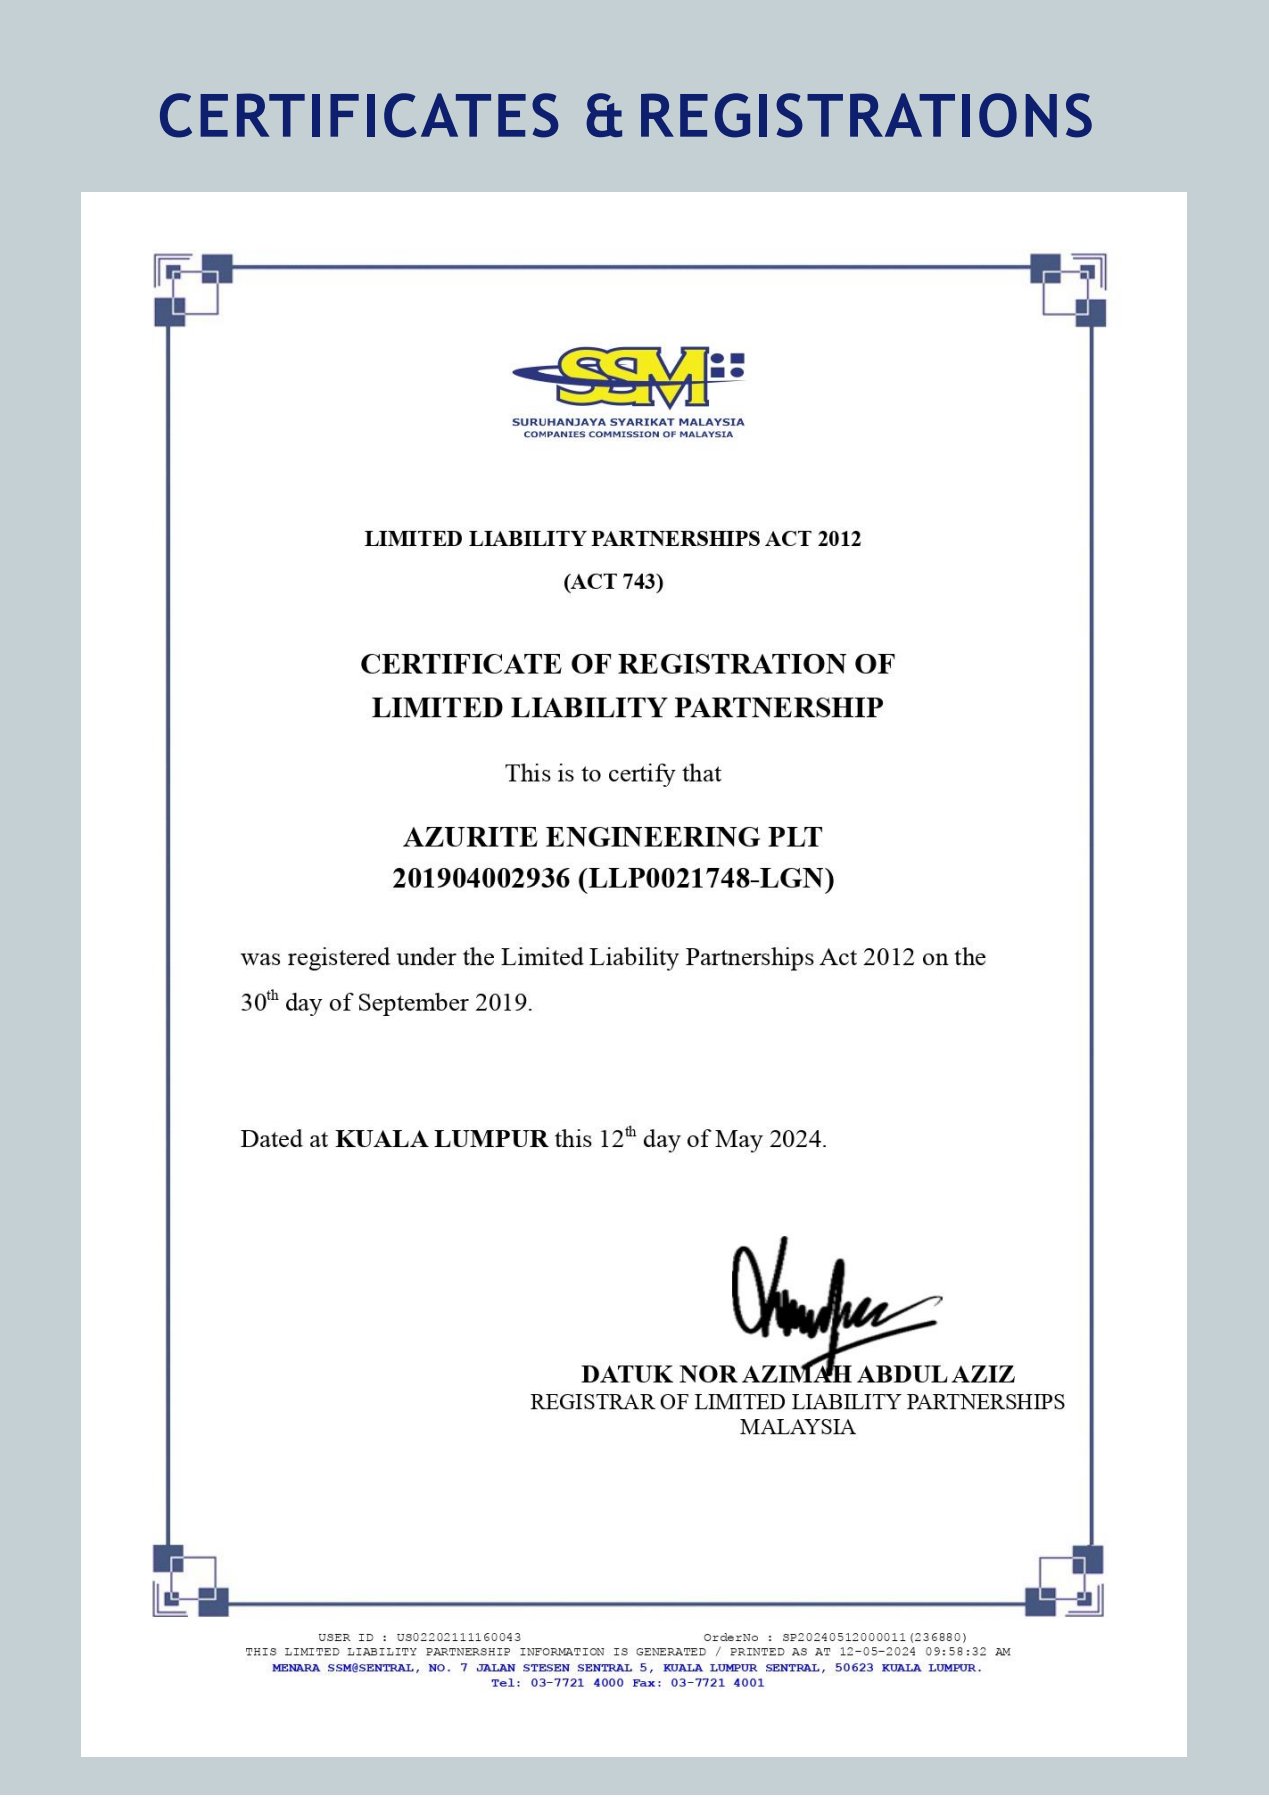 CERTIFICATES & REGISTRATIONS
SSM
SURUHANJAYA SYARIKAT MALAYSIA
COMPANIES COMMISSION OF MALAYSIA
LIMITED LIABILITY PARTNERSHIPS ACT 2012
(ACT 743)
CERTIFICATE OF REGISTRATION OF
LIMITED LIABILITY PARTNERSHIP
This is to certify that
AZURITE ENGINEERING PLT
201904002936 (LLP0021748-LGN)
was registered under the Limited Liability Partnerships Act 2012 on the
30th day of September 2019.
Dated at KUALA LUMPUR this 12th day of May 2024.
DATUK NOR AZIMAH ABDUL AZIZ
REGISTRAR OF LIMITED LIABILITY PARTNERSHIPS
MALAYSIA
USER ID : US02202111160043 OrderNo : SP20240512000011(236880)
THIS LIMITED LIABILITY PARTNERSHIP INFORMATION IS GENERATED / PRINTED AS AT 12-05-2024 09:58:32 AM
MENARA SSM@SENTRAL, NO. 7 JALAN STESEN SENTRAL 5, KUALA LUMPUR SENTRAL, 50623 KUALA LUMPUR.
Tel: 03-7721 4000 Fax: 03-7721 4001